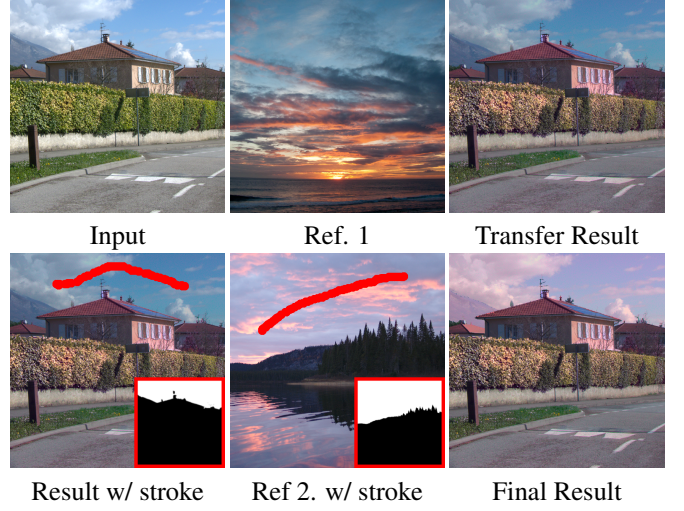 Input
Ref. 1
Transfer Result
Result w/ stroke
Ref 2. w/ stroke
Final Result